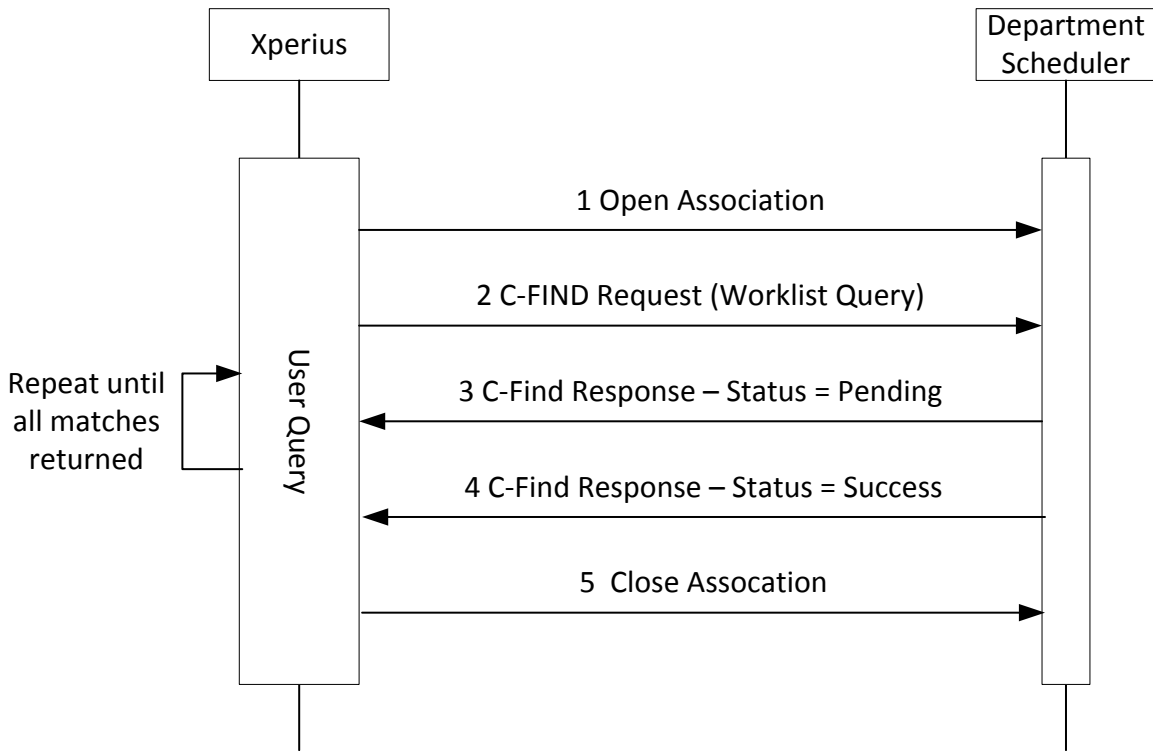 Xperius
Department
Scheduler
1 Open Association
2 C-FIND Request (Worklist Query)
User Query
Repeat until
all matches
returned
3 C-Find Response – Status = Pending
4 C-Find Response – Status = Success
5  Close Assocation